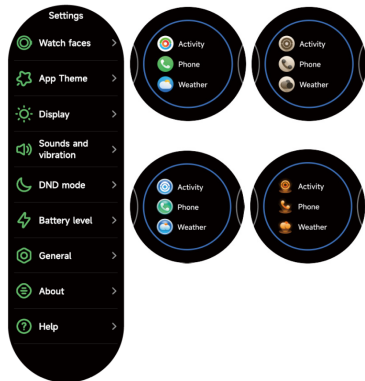 Settings
Watch faces
App Theme
Display
Sounds and
vibration
DND mode
Battery level
General
About
Help
Activity
Phone
Weather
Activity
Phone
Weather
Activity
Phone
Weather
Activity
Phone
Weather